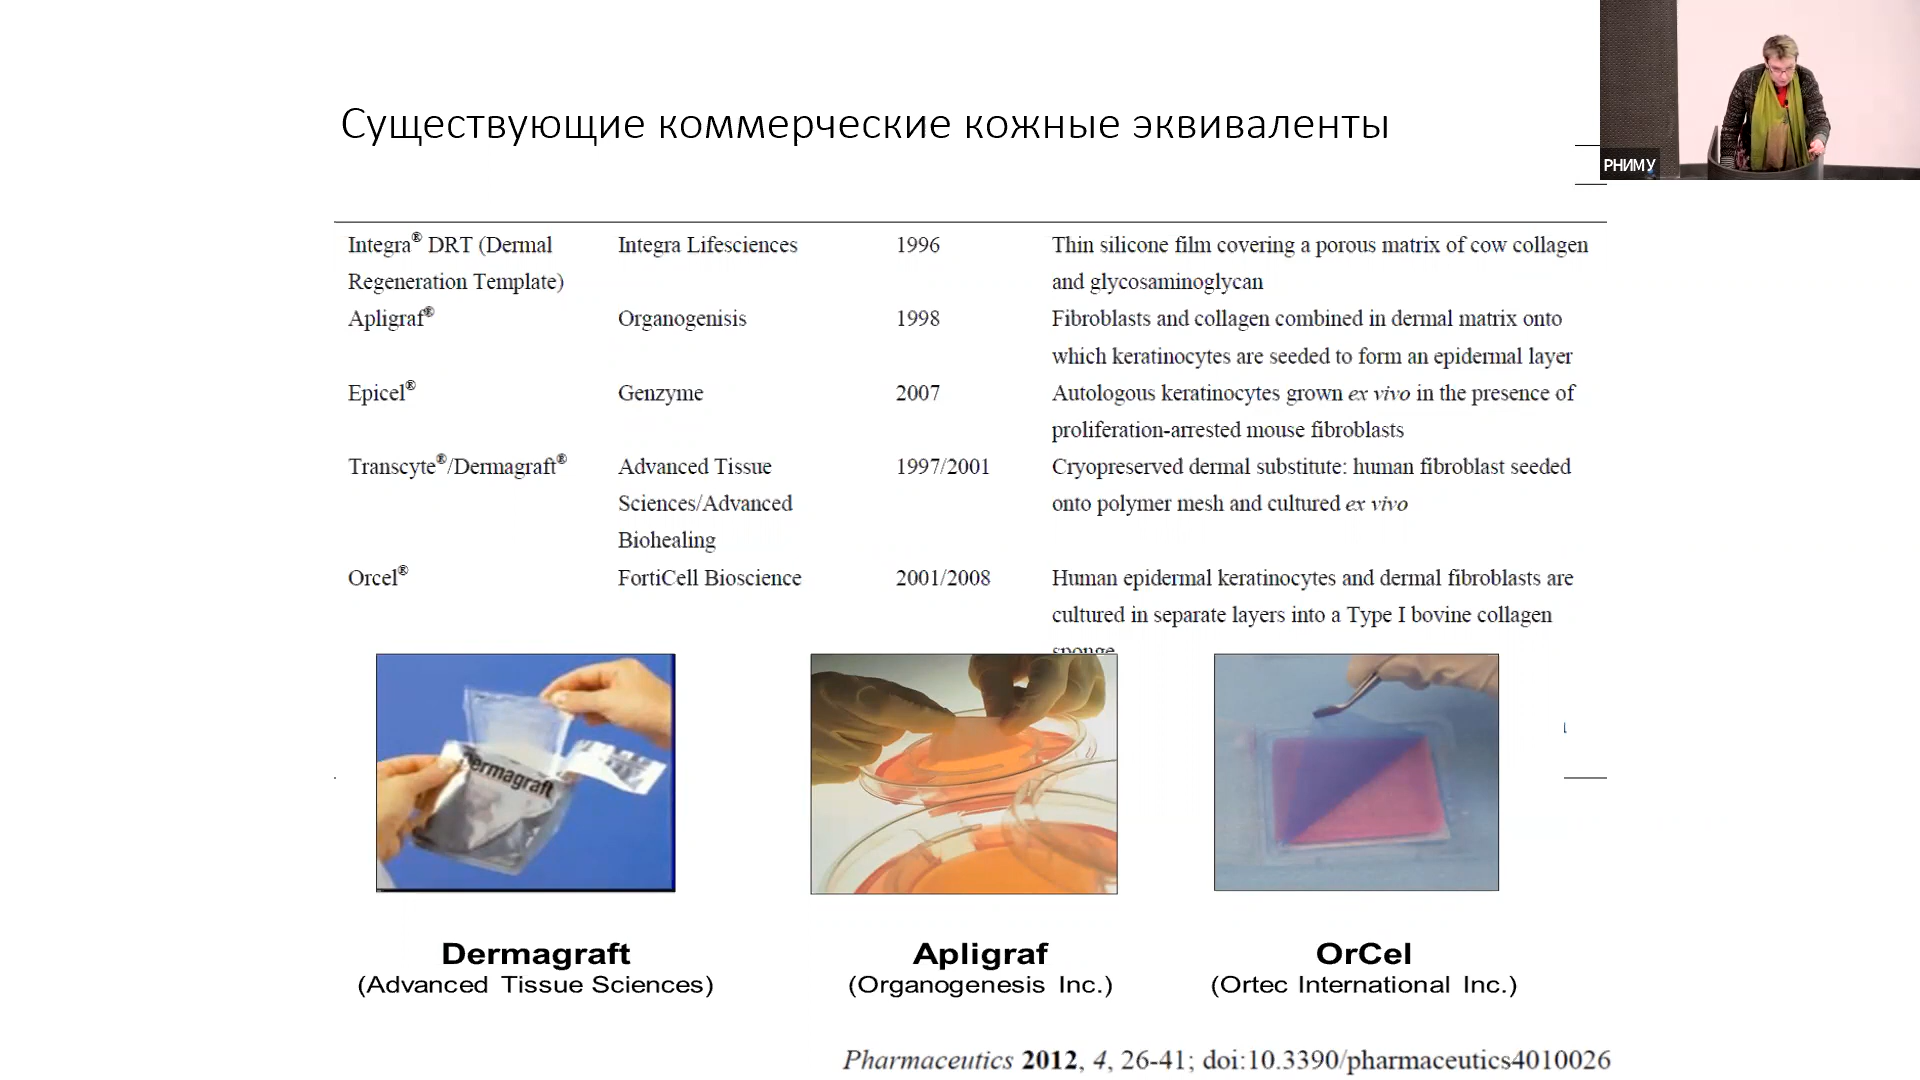 Существующие коммерческие кожные эквиваленты
РНИМУ
Integra® DRT (Dermal Regeneration Template) Integra Lifesciences 1996 Thin silicone film covering a porous matrix of cow collagen and glycosaminoglycan
Apligraf® Organogenisis 1998 Fibroblasts and collagen combined in dermal matrix onto which keratinocytes are seeded to form an epidermal layer
Epicel® Genzyme 2007 Autologous keratinocytes grown ex vivo in the presence of proliferation-arrested mouse fibroblasts
Transcyte®/Dermagraft® Advanced Tissue Sciences/Advanced Biohealing 1997/2001 Cryopreserved dermal substitute: human fibroblast seeded onto polymer mesh and cultured ex vivo
Orcel® FortiCell Bioscience 2001/2008 Human epidermal keratinocytes and dermal fibroblasts are cultured in separate layers into a Type I bovine collagen sponge
Dermagraft
Dermagraft
(Advanced Tissue Sciences)
Apligraf
(Organogenesis Inc.)
OrCel
(Ortec International Inc.)
Pharmaceutics 2012, 4, 26-41; doi:10.3390/pharmaceutics4010026